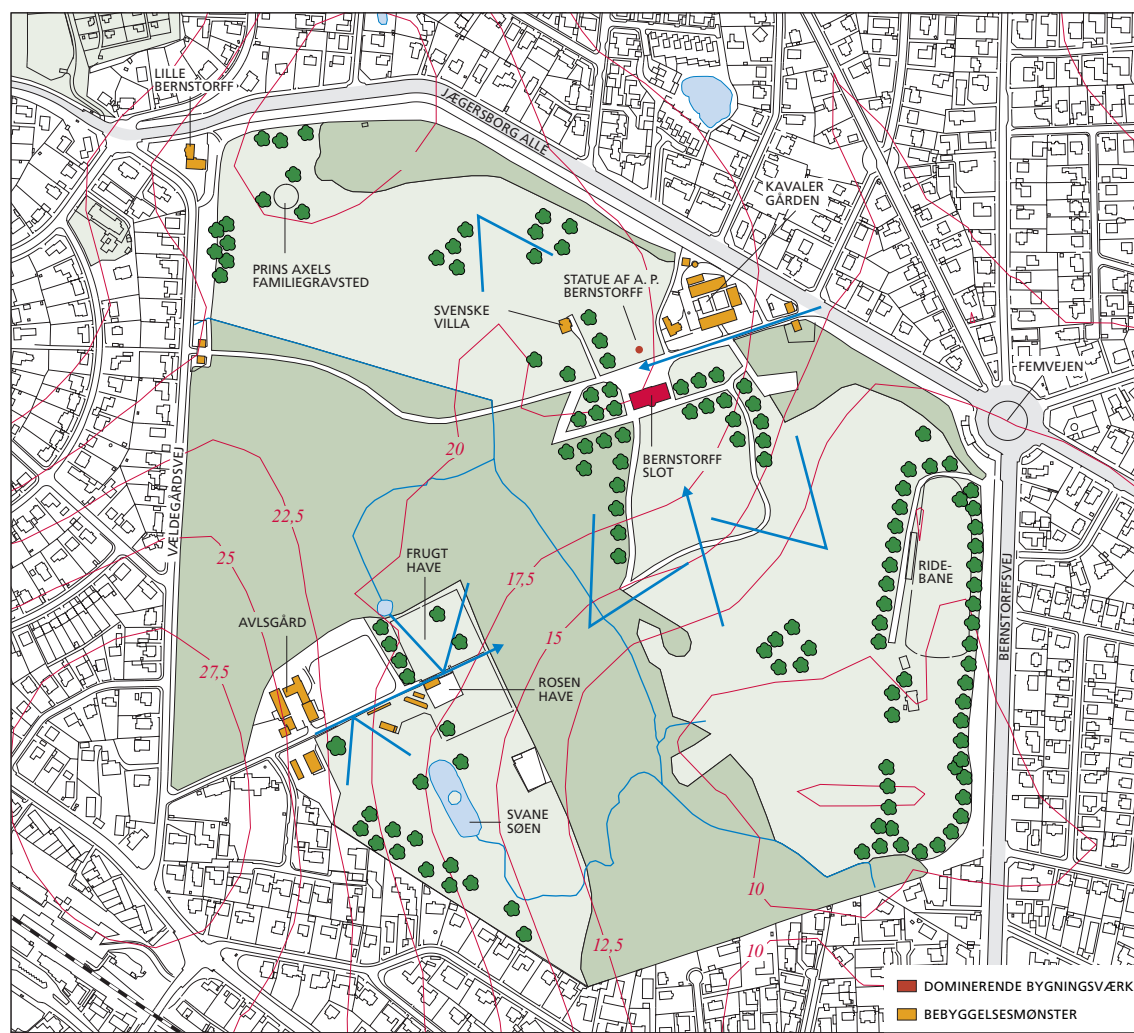 LILLE
BERNSTORFF
JÆGERSBORG ALLE
KAVALER
GÅRDEN
PRINS AXELS
FAMILIEGRAVSTED
STATUE AF A. P.
BERNSTORFF
SVENSKE
VILLA
FEMVEJEN
20
BERNSTORFF
SLOT
VÆLDEGÅRDSVEJ
22,5
25
FRUGT
HAVE
17,5
RIDE-
BANE
BERNSTORFFSVEJ
AVLSGÅRD
15
27,5
ROSEN
HAVE
SVANE
SØEN
10
12,5
10
DOMINERENDE BYGNINGSVÆRK
BEBYGGELSESMØNSTER